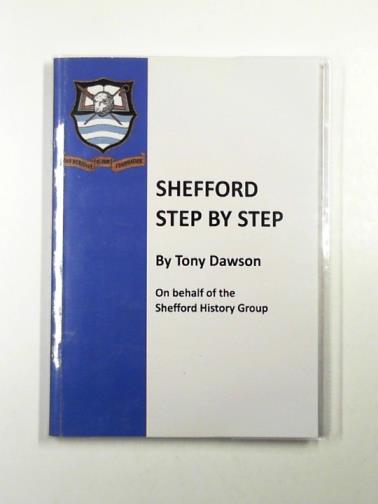 SHEFFORD
STEP BY STEP
By Tony Dawson
On behalf of the
Shefford History Group